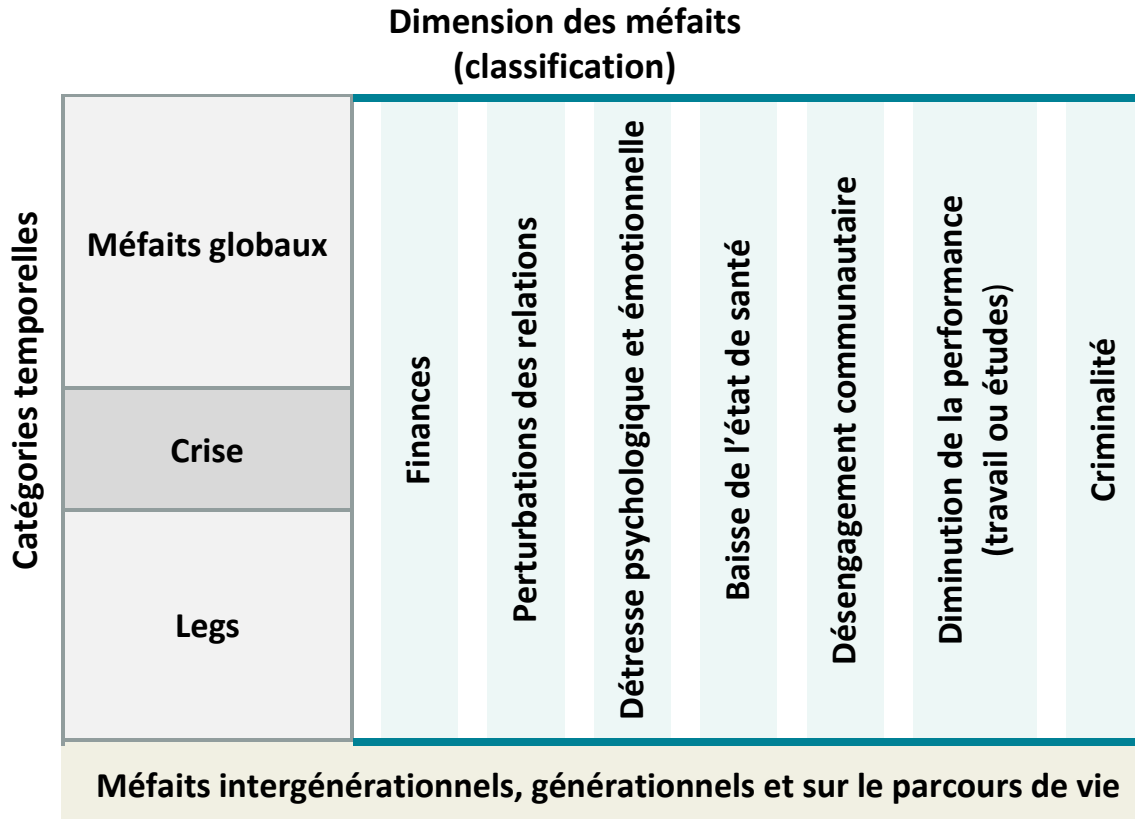 Dimension des méfaits
(classification)
Catégories temporelles
Méfaits globaux
Crise
Legs
Finances
Perturbations des relations
Détresse psychologique et émotionnelle
Baisse de l'état de santé
Désengagement communautaire
Diminution de la performance
(travail ou études)
Criminalité
Méfaits intergénérationnels, générationnels et sur le parcours de vie